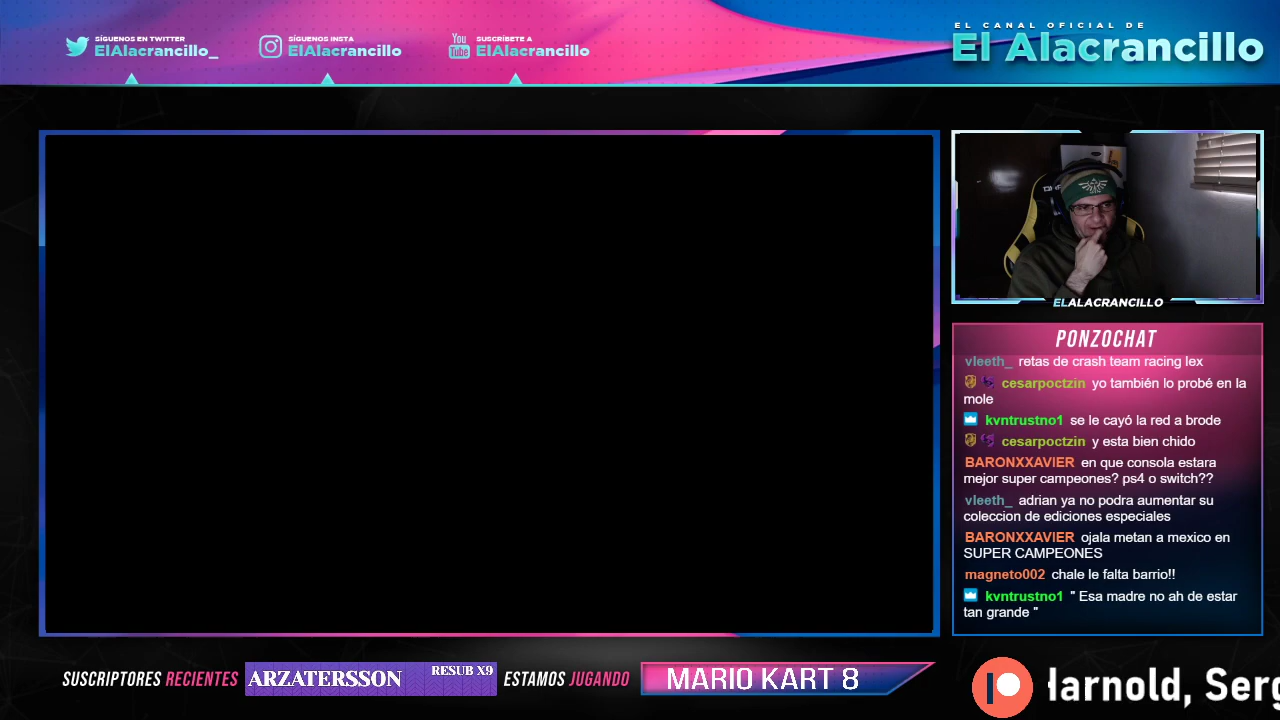 SÍGUENOS EN TWITTER
ElAlacrancillo_
SÍGUENOS INSTA
ElAlacrancillo
You
Tube
SUSCRÍBETE A
ElAlacrancillo
EL CANAL OFICIAL DE
El Alacrancillo
ELALACRANCILLO
PONZOCHAT
vleeth_ retas de crash team racing lex
cesarpoctzin yo también lo probé en la
mole
kvntrustno1 se le cayó la red a brode
cesarpoctzin y esta bien chido
BARONXXAVIER en que consola estara
mejor super campeones? ps4 o switch??
vleeth_ adrian ya no podra aumentar su
coleccion de ediciones especiales
BARONXXAVIER ojala metan a mexico en
SUPER CAMPEONES
magneto002 chale le falta barrio!!
kvntrustno1 " Esa madre no ah de estar
tan grande "
SUSCRIPTORES RECIENTES
ARZATERSSON
RESUB X9
ESTAMOS JUGANDO
MARIO KART 8
Harnold, Serg